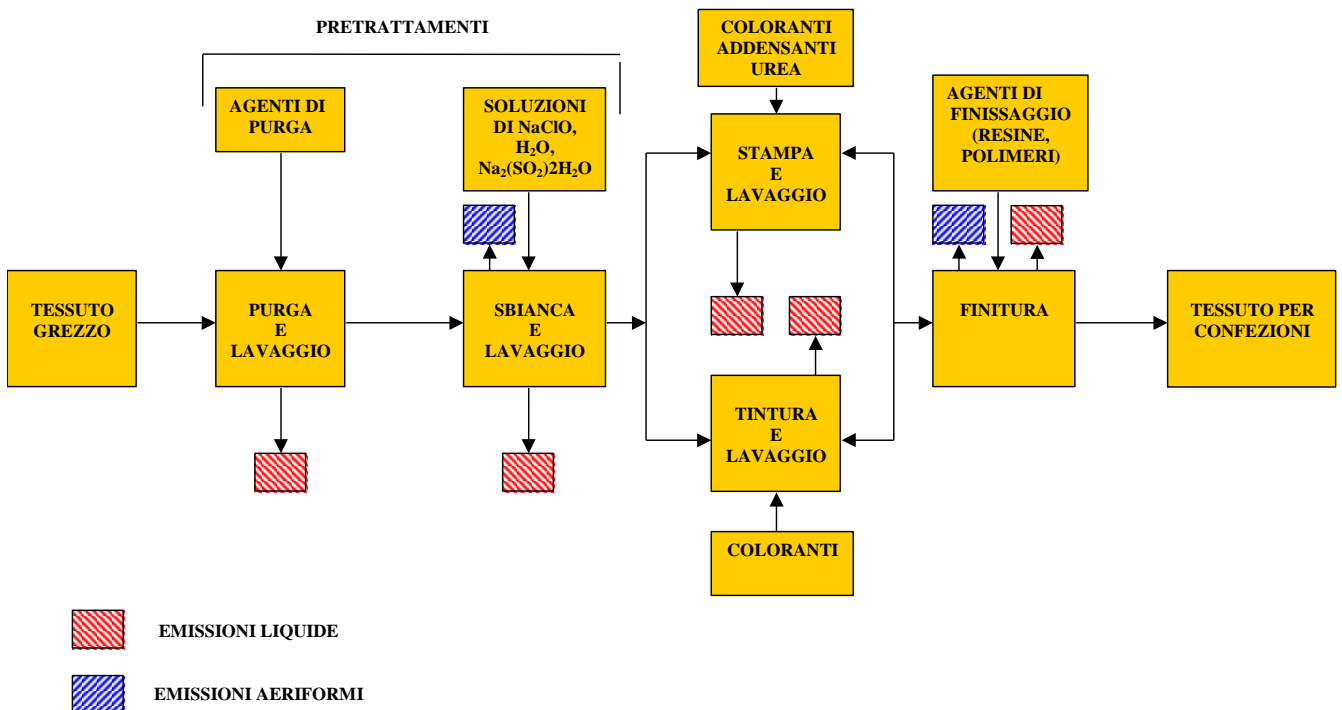 PRETRATTAMENTI
COLORANTI
ADDENSANTI
UREA
AGENTI DI
PURGA
SOLUZIONI
DI NaClO,
H₂O,
Na₂(SO₂)2H₂O
AGENTI DI
FINISSAGGIO
(RESINE,
POLIMERI)
STAMPA
E
LAVAGGIO
TESSUTO
GREZZO
PURGA
E
LAVAGGIO
SBIANCA
E
LAVAGGIO
FINITURA
TESSUTO PER
CONFEZIONI
TINTURA
E
LAVAGGIO
COLORANTI
EMISSIONI LIQUIDE
EMISSIONI AERIFORMI